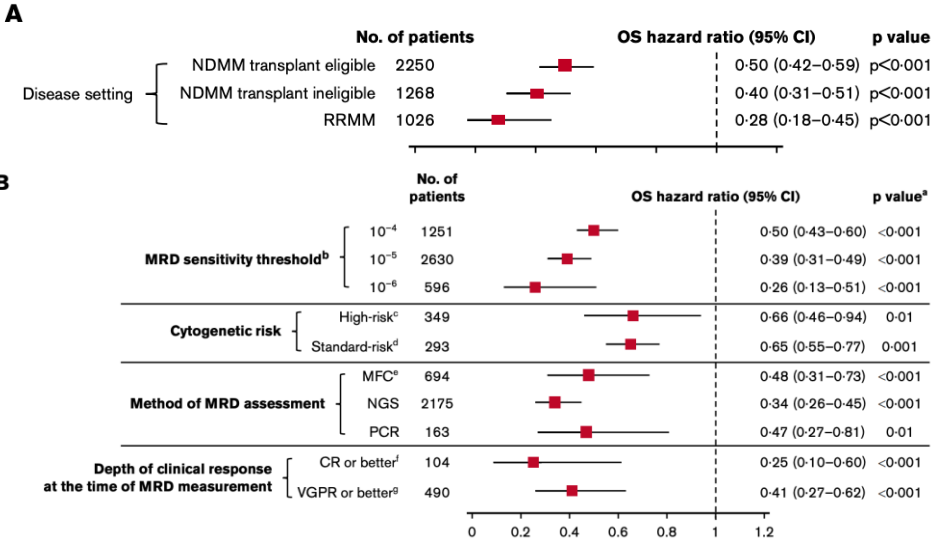 A
No. of patients OS hazard ratio (95% CI) p value
NDMM transplant eligible 2250 0·50 (0·42–0·59) p<0·001
Disease setting NDMM transplant ineligible 1268 0·40 (0·31–0·51) p<0·001
RRMM 1026 0·28 (0·18–0·45) p<0·001
B
No. of
patients OS hazard ratio (95% CI) p valueᵃ
10⁻⁴ 1251 0·50 (0·43–0·60) <0·001
MRD sensitivity thresholdᵇ 10⁻⁵ 2630 0·39 (0·31–0·49) <0·001
10⁻⁶ 596 0·26 (0·13–0·51) <0·001
High-riskᶜ 349 0·66 (0·46–0·94) 0·01
Cytogenetic risk
Standard-riskᵈ 293 0·65 (0·55–0·77) 0·001
MFCᵉ 694 0·48 (0·31–0·73) <0·001
Method of MRD assessment NGS 2175 0·34 (0·26–0·45) <0·001
PCR 163 0·47 (0·27–0·81) 0·01
CR or betterᶠ 104 0·25 (0·10–0·60) <0·001
Depth of clinical response
at the time of MRD measurement
VGPR or betterᵍ 490 0·41 (0·27–0·62) <0·001
0 0.2 0.4 0.6 0.8 1 1.2